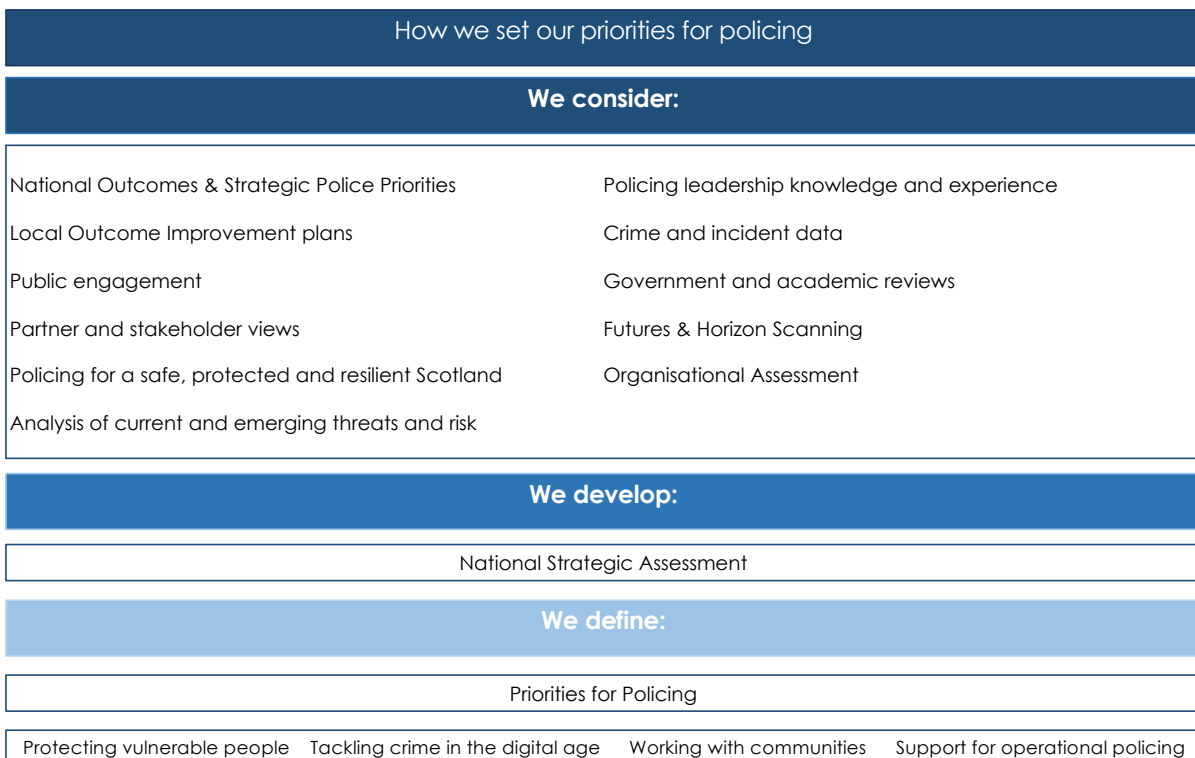 How we set our priorities for policing
We consider:
National Outcomes & Strategic Police Priorities
Local Outcome Improvement plans
Public engagement
Partner and stakeholder views
Policing for a safe, protected and resilient Scotland
Analysis of current and emerging threats and risk
Policing leadership knowledge and experience
Crime and incident data
Government and academic reviews
Futures & Horizon Scanning
Organisational Assessment
We develop:
National Strategic Assessment
We define:
Priorities for Policing
Protecting vulnerable people Tackling crime in the digital age Working with communities Support for operational policing